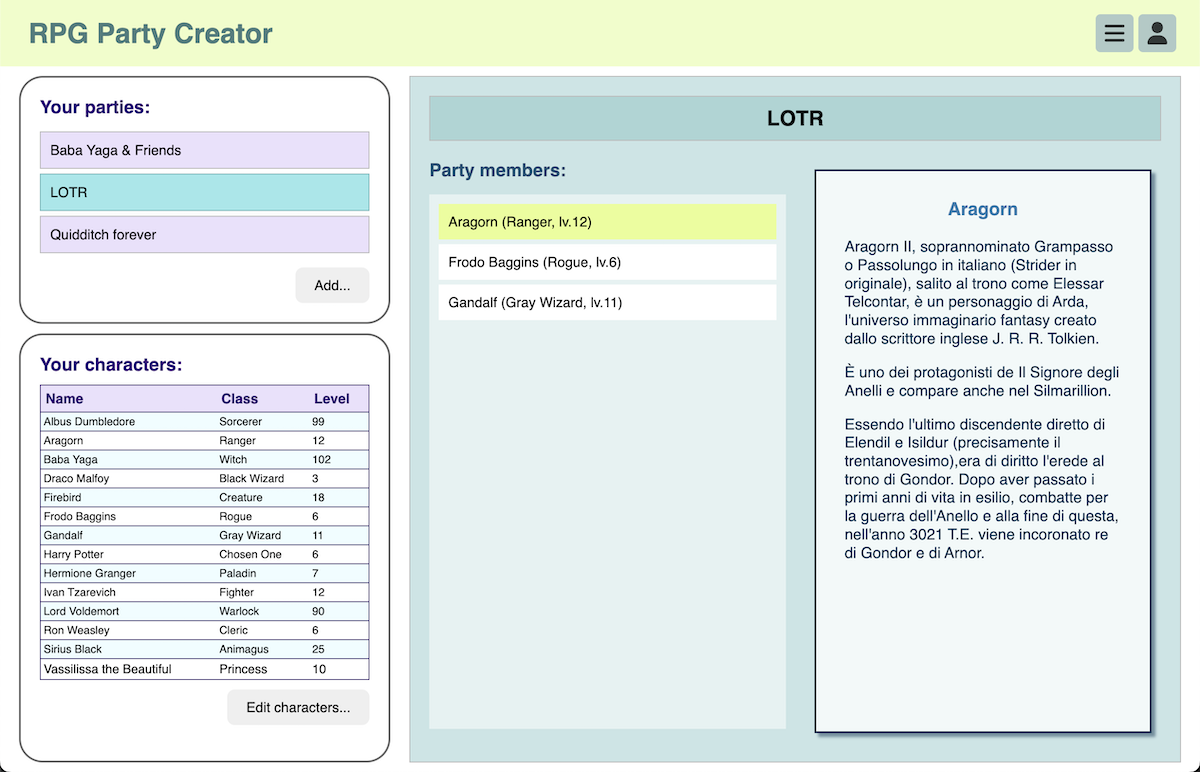 RPG Party Creator
Your parties:
Baba Yaga & Friends
LOTR
Quidditch forever
Add...
Your characters:
Name Class Level
Albus Dumbledore Sorcerer 99
Aragorn Ranger 12
Baba Yaga Witch 102
Draco Malfoy Black Wizard 3
Firebird Creature 18
Frodo Baggins Rogue 6
Gandalf Gray Wizard 11
Harry Potter Chosen One 6
Hermione Granger Paladin 7
Ivan Tzarevich Fighter 12
Lord Voldemort Warlock 90
Ron Weasley Cleric 6
Sirius Black Animagus 25
Vassilissa the Beautiful Princess 10
Edit characters...
LOTR
Party members:
Aragorn (Ranger, lv.12)
Frodo Baggins (Rogue, lv.6)
Gandalf (Gray Wizard, lv.11)
Aragorn
Aragorn II, soprannominato Grampasso
o Passolungo in italiano (Strider in
originale), salito al trono come Elessar
Telcontar, è un personaggio di Arda,
l'universo immaginario fantasy creato
dallo scrittore inglese J. R. R. Tolkien.
È uno dei protagonisti de Il Signore degli
Anelli e compare anche nel Silmarillion.
Essendo l'ultimo discendente diretto di
Elendil e Isildur (precisamente il
trentanovesimo),era di diritto l'erede al
trono di Gondor. Dopo aver passato i
primi anni di vita in esilio, combatte per
la guerra dell'Anello e alla fine di questa,
nell'anno 3021 T.E. viene incoronato re
di Gondor e di Arnor.